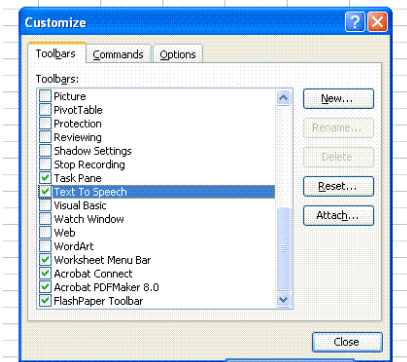 Customize
Toolbars Commands Options
Toolbars:
Picture
PivotTable
Protection
Reviewing
Shadow Settings
Stop Recording
Task Pane
Text To Speech
Visual Basic
Watch Window
Web
WordArt
Worksheet Menu Bar
Acrobat Connect
Acrobat PDFMaker 8.0
FlashPaper Toolbar
New...
Rename...
Delete
Reset...
Attach...
Close